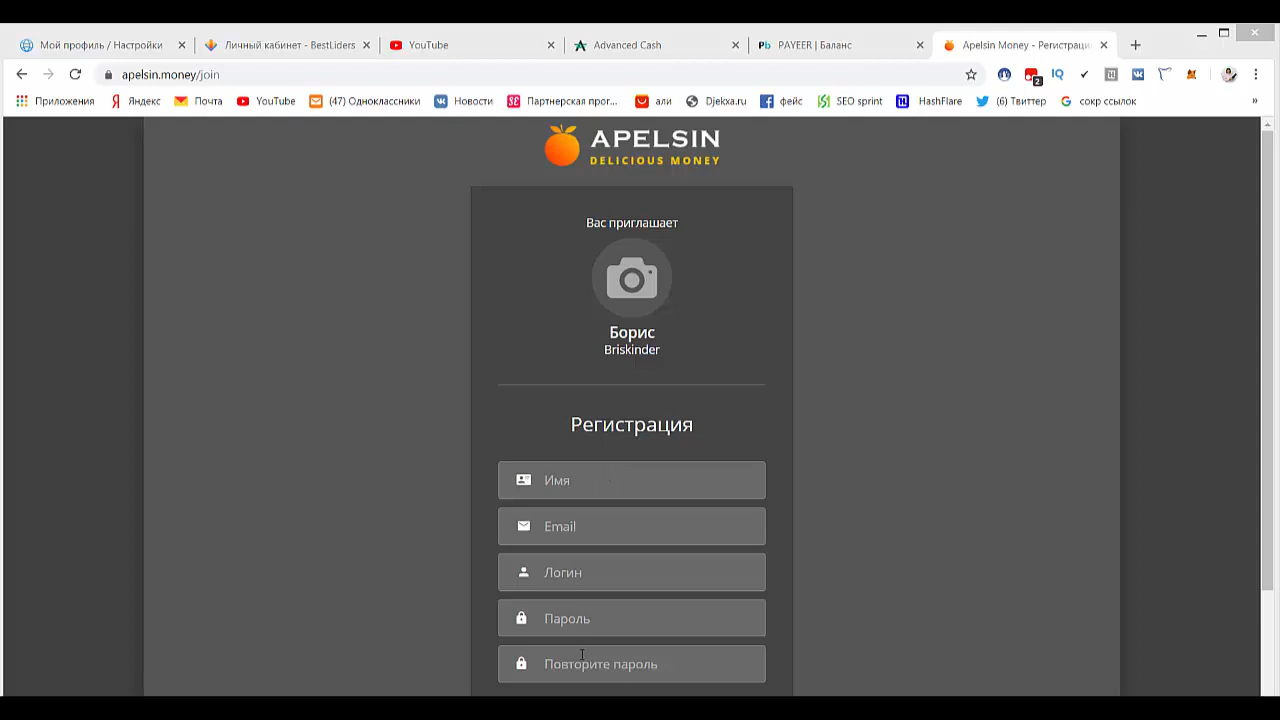 Мой профиль / Настройки
Личный кабинет - BestLiders
YouTube
Advanced Cash
PAYEER | Баланс
Apelsin Money - Регистраци
apelsin.money/join
2
IQ
Приложения
Яндекс
Почта
YouTube
(47) Одноклассники
Новости
Партнерская прог...
али
Djekxa.ru
фейс
SEO sprint
HashFlare
(6) Твиттер
сокр ссылок
APELSIN
DELICIOUS MONEY
Вас приглашает
Борис
Briskinder
Регистрация
Имя
Email
Логин
Пароль
Повторите пароль